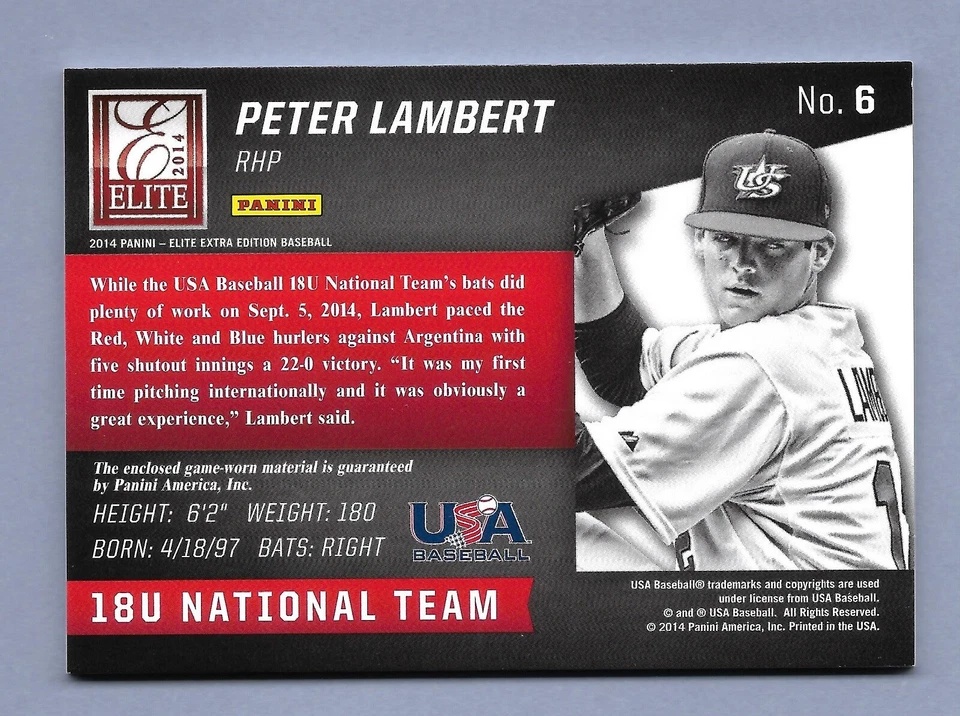 PETER LAMBERT
No. 6
RHP
E
2014
ELITE
PANINI
2014 PANINI – ELITE EXTRA EDITION BASEBALL
While the USA Baseball 18U National Team's bats did
plenty of work on Sept. 5, 2014, Lambert paced the
Red, White and Blue hurlers against Argentina with
five shutout innings a 22-0 victory. “It was my first
time pitching internationally and it was obviously a
great experience,” Lambert said.
The enclosed game-worn material is guaranteed
by Panini America, Inc.
HEIGHT: 6'2" WEIGHT: 180
BORN: 4/18/97 BATS: RIGHT
USA
BASEBALL
18U NATIONAL TEAM
US
LAMB
1
USA Baseball® trademarks and copyrights are used
under license from USA Baseball.
© and ® USA Baseball. All Rights Reserved.
© 2014 Panini America, Inc. Printed in the USA.